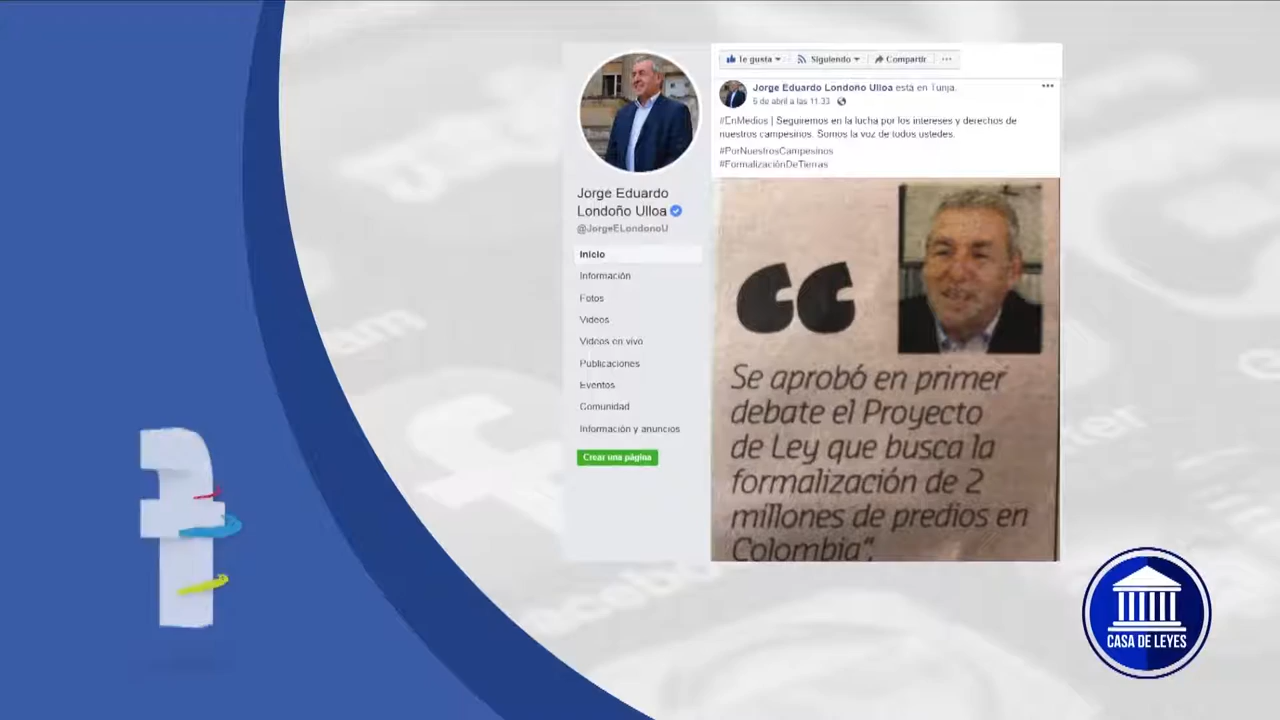 Te gusta
Siguiendo
Compartir
Jorge Eduardo Londoño Ulloa está en Tunja.
5 de abril a las 11:33
#EnMedios | Seguiremos en la lucha por los intereses y derechos de
nuestros campesinos. Somos la voz de todos ustedes.
#PorNuestrosCampesinos
#FormalizaciónDeTierras
Jorge Eduardo
Londoño Ulloa
@JorgeELondonoU
Inicio
Información
Fotos
Videos
Videos en vivo
Publicaciones
Eventos
Comunidad
Información y anuncios
Crear una página
Se aprobó en primer
debate el Proyecto
de Ley que busca la
formalización de 2
millones de predios en
Colombia”.
CASA DE LEYES